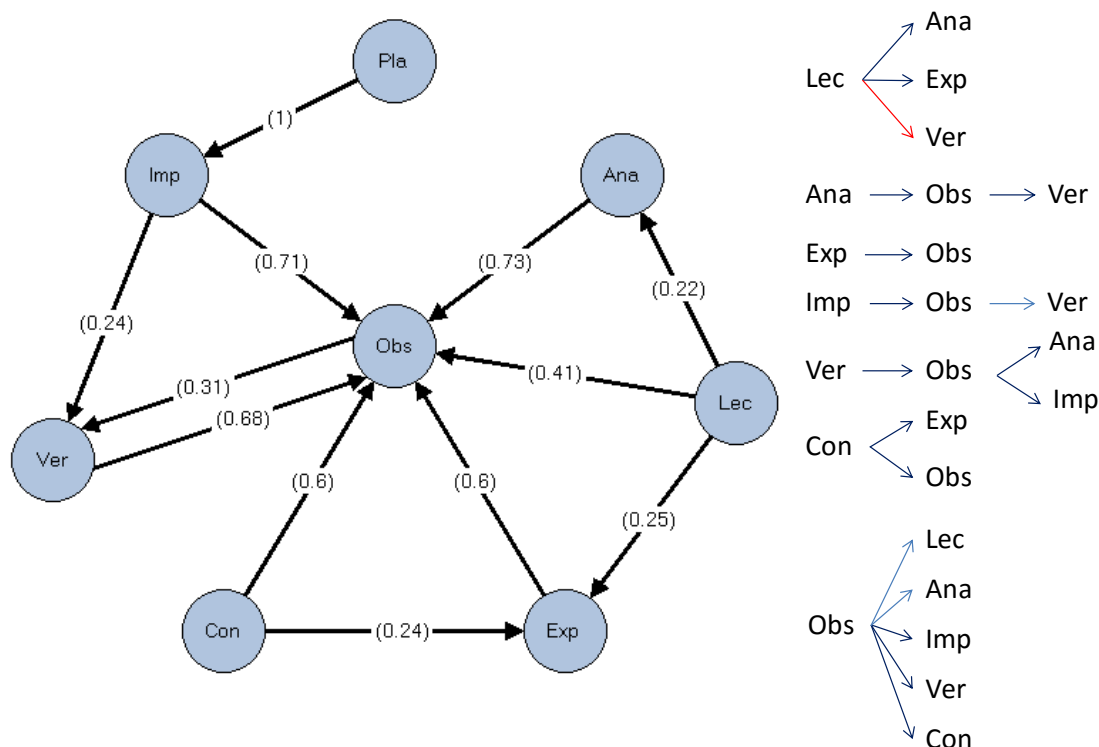 Pla
(1)
Imp
Ana
(0.71)
(0.73)
(0.22)
(0.24)
Obs
(0.41)
Lec
(0.31)
(0.68)
Ver
(0.6)
(0.6)
(0.25)
Con
(0.24)
Exp
Ana
Lec
Exp
Ver
Ana Obs Ver
Exp Obs
Imp Obs Ver
Ana
Ver Obs
Imp
Exp
Con
Obs
Lec
Ana
Obs
Imp
Ver
Con